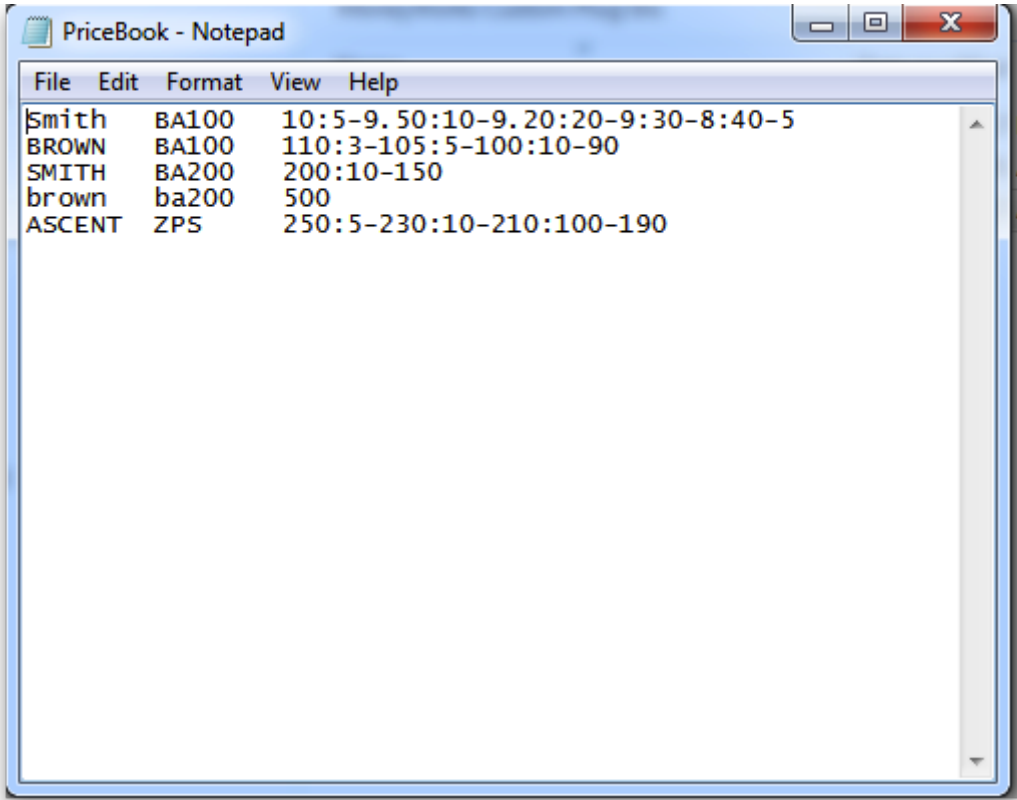 PriceBook - Notepad
File Edit Format View Help
Smith BA100 10:5-9.50:10-9.20:20-9:30-8:40-5
BROWN BA100 110:3-105:5-100:10-90
SMITH BA200 200:10-150
brown ba200 500
ASCENT ZPS 250:5-230:10-210:100-190